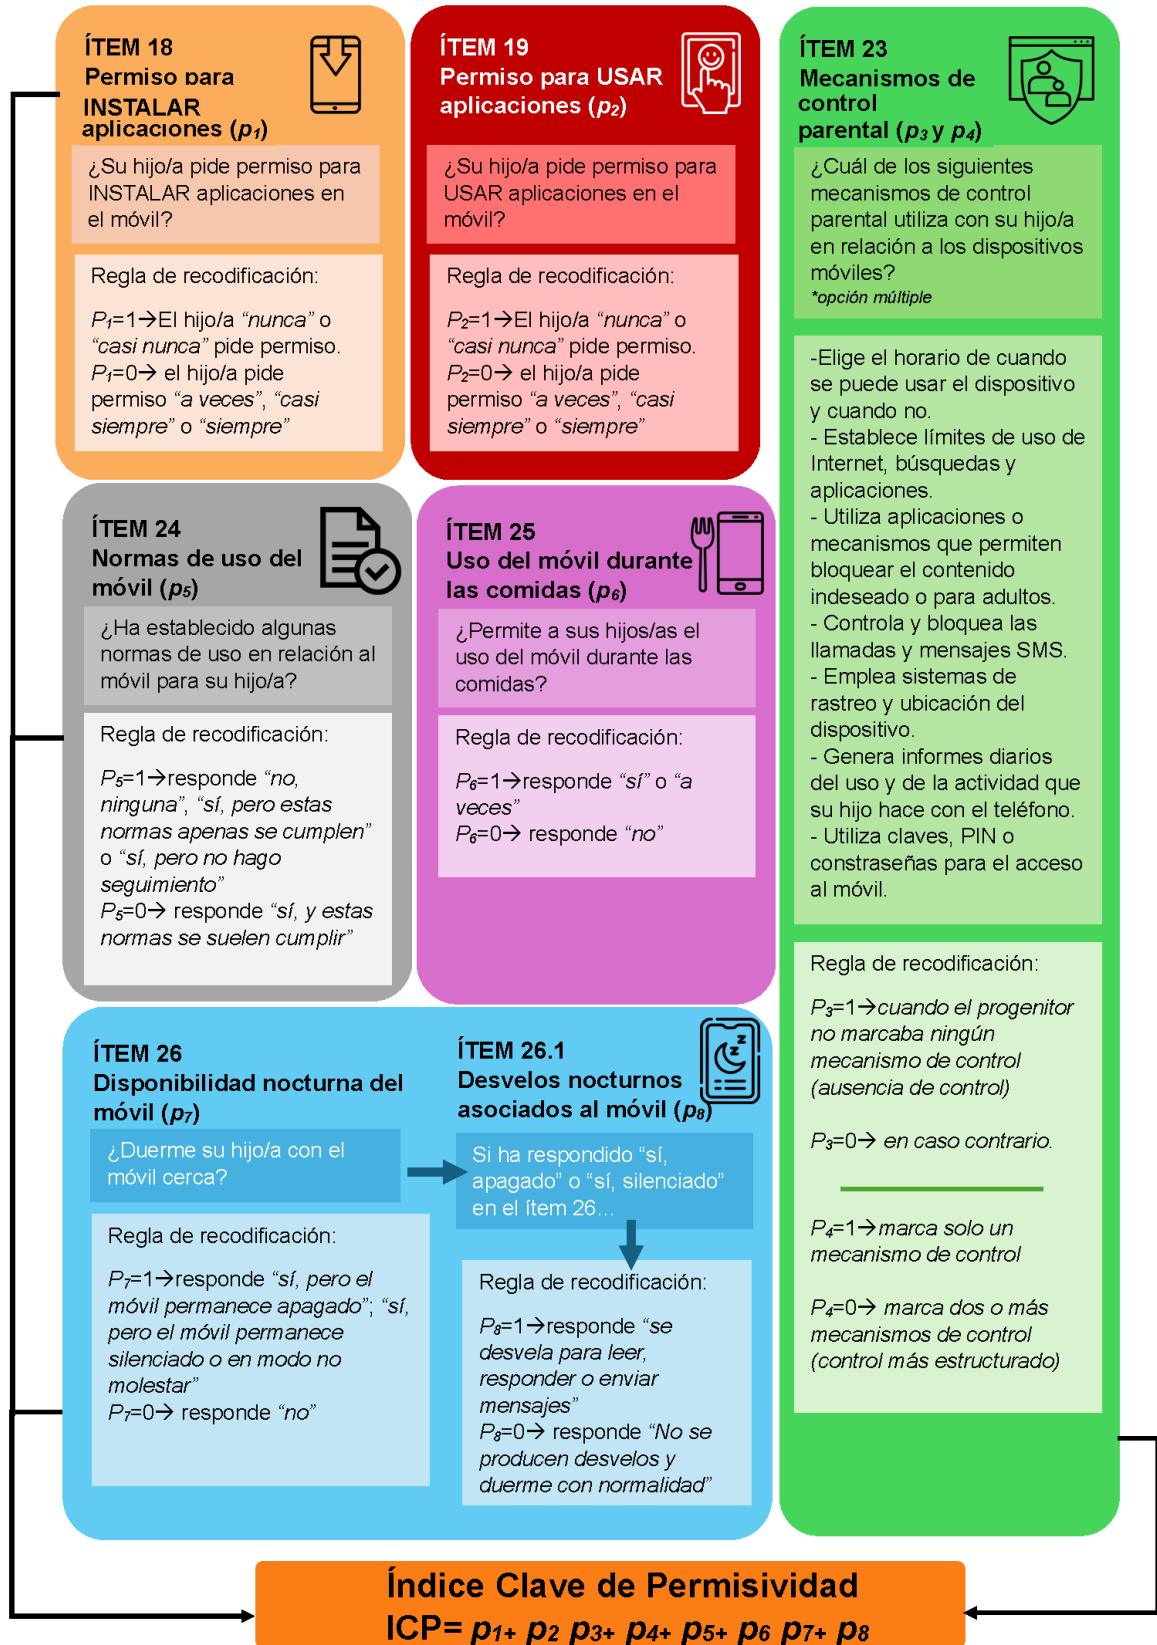 ÍTEM 18
Permiso para
INSTALAR
aplicaciones (p1)
¿Su hijo/a pide permiso para
INSTALAR aplicaciones en
el móvil?
Regla de recodificación:
P1=1→El hijo/a “nunca” o
“casi nunca” pide permiso.
P1=0→ el hijo/a pide
permiso “a veces”, “casi
siempre” o “siempre”
ÍTEM 19
Permiso para USAR
aplicaciones (p2)
¿Su hijo/a pide permiso para
USAR aplicaciones en el
móvil?
Regla de recodificación:
P2=1→El hijo/a “nunca” o
“casi nunca” pide permiso.
P2=0→ el hijo/a pide
permiso “a veces”, “casi
siempre” o “siempre”
ÍTEM 23
Mecanismos de
control
parental (p3 y p4)
¿Cuál de los siguientes
mecanismos de control
parental utiliza con su hijo/a
en relación a los dispositivos
móviles?
*opción múltiple
-Elige el horario de cuando
se puede usar el dispositivo
y cuando no.
- Establece límites de uso de
Internet, búsquedas y
aplicaciones.
- Utiliza aplicaciones o
mecanismos que permiten
bloquear el contenido
indeseado o para adultos.
- Controla y bloquea las
llamadas y mensajes SMS.
- Emplea sistemas de
rastreo y ubicación del
dispositivo.
- Genera informes diarios
del uso y de la actividad que
su hijo hace con el teléfono.
- Utiliza claves, PIN o
constraseñas para el acceso
al móvil.
Regla de recodificación:
P3=1→cuando el progenitor
no marcaba ningún
mecanismo de control
(ausencia de control)
P3=0→ en caso contrario.
P4=1→marca solo un
mecanismo de control
P4=0→ marca dos o más
mecanismos de control
(control más estructurado)
ÍTEM 24
Normas de uso del
móvil (p5)
¿Ha establecido algunas
normas de uso en relación al
móvil para su hijo/a?
Regla de recodificación:
P5=1→responde “no,
ninguna”, “sí, pero estas
normas apenas se cumplen”
o “sí, pero no hago
seguimiento”
P5=0→ responde “sí, y estas
normas se suelen cumplir”
ÍTEM 25
Uso del móvil durante
las comidas (p6)
¿Permite a sus hijos/as el
uso del móvil durante las
comidas?
Regla de recodificación:
P6=1→responde “sí” o “a
veces”
P6=0→ responde “no”
ÍTEM 26
Disponibilidad nocturna del
móvil (p7)
¿Duerme su hijo/a con el
móvil cerca?
Regla de recodificación:
P7=1→responde “sí, pero el
móvil permanece apagado”; “sí,
pero el móvil permanece
silenciado o en modo no
molestar”
P7=0→ responde “no”
ÍTEM 26.1
Desvelos nocturnos
asociados al móvil (p8)
Si ha respondido “sí,
apagado” o “sí, silenciado”
en el ítem 26...
Regla de recodificación:
P8=1→responde “se
desvela para leer,
responder o enviar
mensajes”
P8=0→ responde “No se
producen desvelos y
duerme con normalidad”
Índice Clave de Permisividad
ICP= p1+ p2 p3+ p4+ p5+ p6 p7+ p8